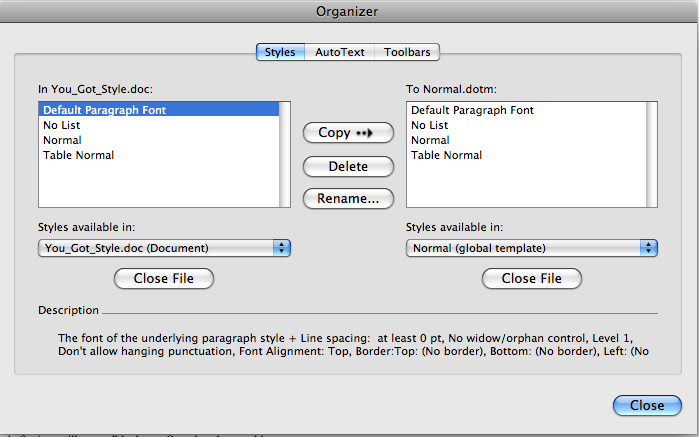 Organizer
Styles AutoText Toolbars
In You_Got_Style.doc:
Default Paragraph Font
No List
Normal
Table Normal
Copy
Delete
Rename...
To Normal.dotm:
Default Paragraph Font
No List
Normal
Table Normal
Styles available in:
You_Got_Style.doc (Document)
Close File
Styles available in:
Normal (global template)
Close File
Description
The font of the underlying paragraph style + Line spacing: at least 0 pt, No widow/orphan control, Level 1,
Don't allow hanging punctuation, Font Alignment: Top, Border:Top: (No border), Bottom: (No border), Left: (No
Close